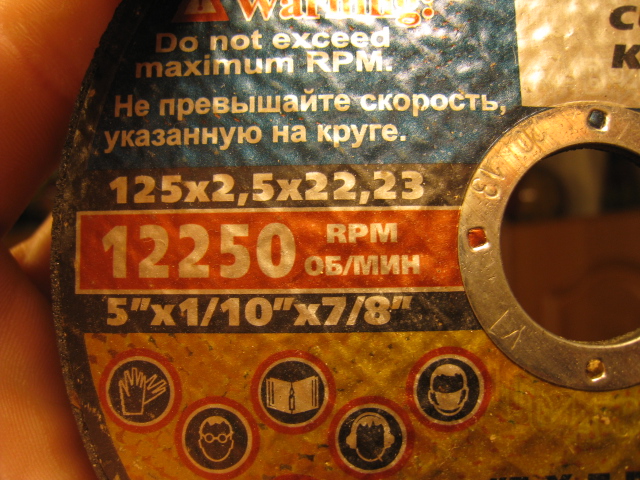 Warning!
Do not exceed
maximum RPM.
Не превышайте скорость,
указанную на круге.
125x2,5x22,23
12250 RPM
ОБ/МИН
5"x1/10"x7/8"